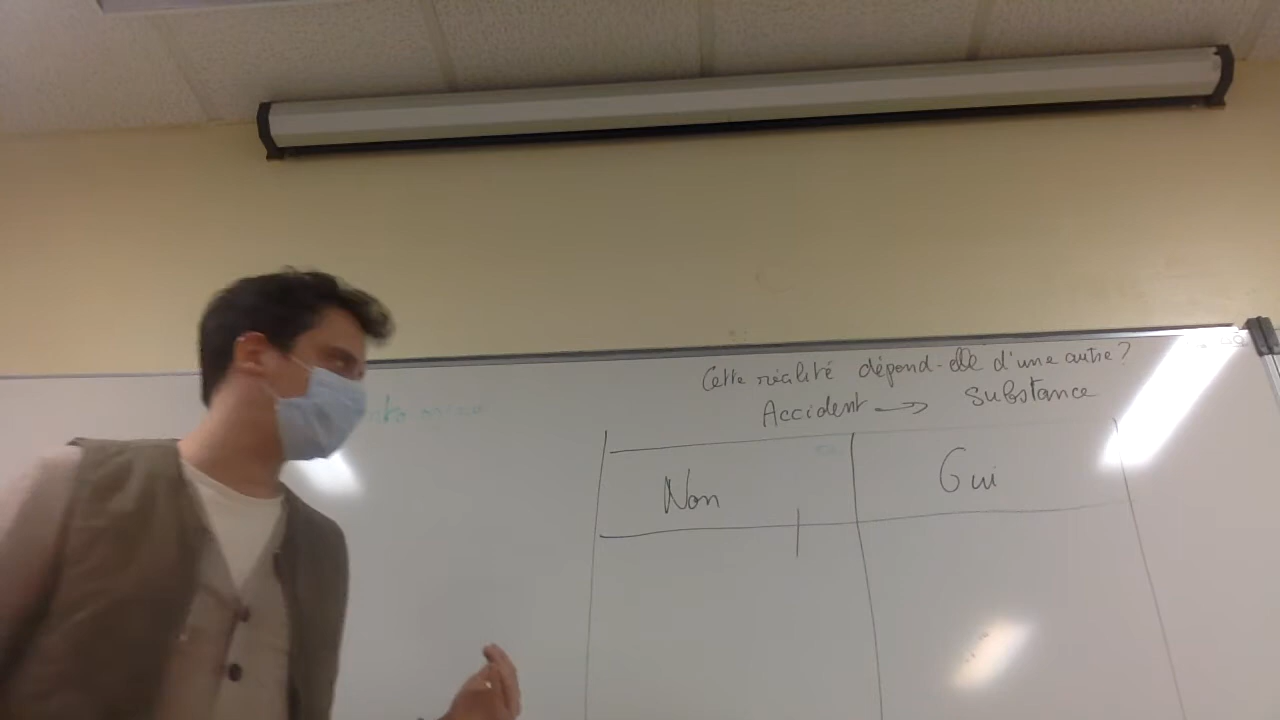 Cette réalité dépend-elle d'une autre ?
Accident → Substance
Non
Oui